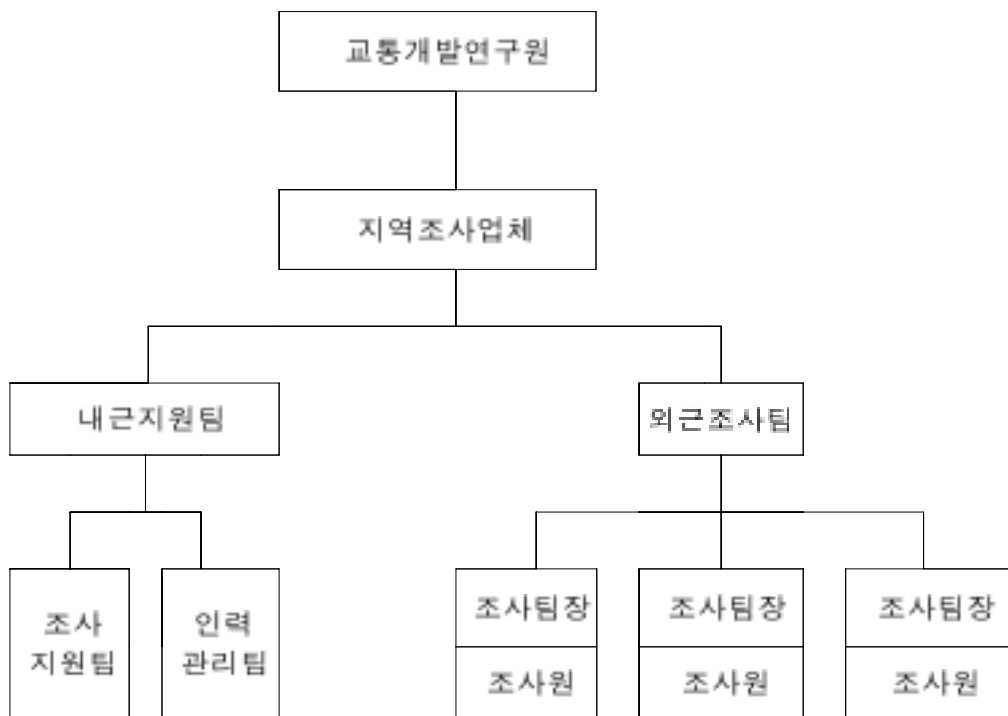 교통개발연구원
지역조사업체
내근지원팀
외근조사팀
조사
지원팀
인력
관리팀
조사팀장
조사원
조사팀장
조사원
조사팀장
조사원